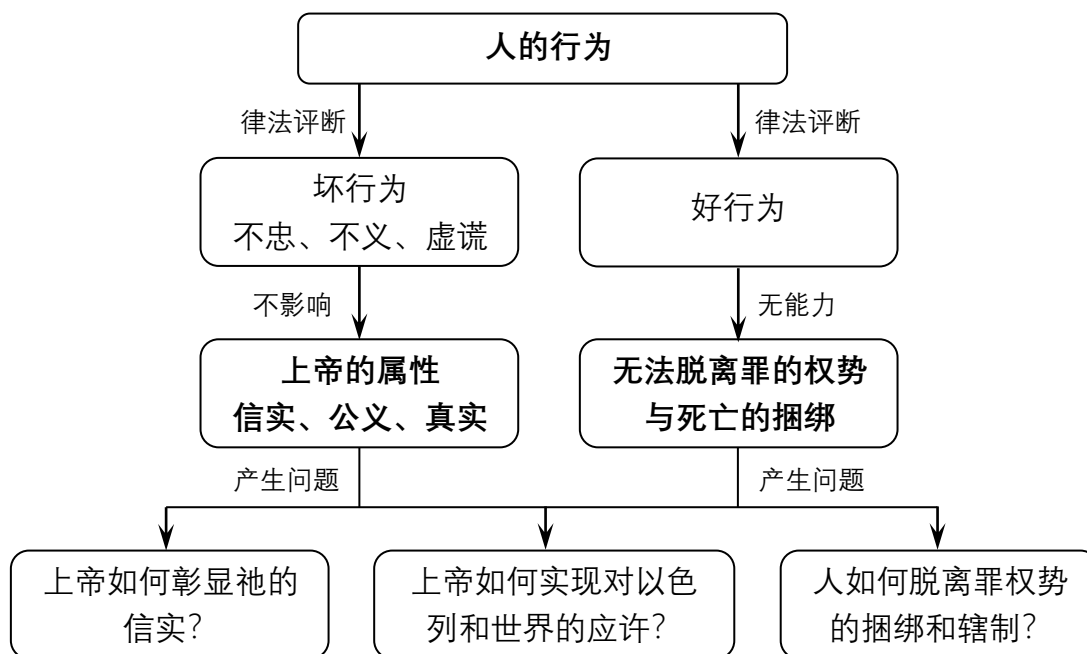 人的行为
律法评断
律法评断
坏行为
不忠、不义、虚谎
好行为
不影响
无能力
上帝的属性
信实、公义、真实
无法脱离罪的权势
与死亡的捆绑
产生问题
产生问题
上帝如何彰显祂的
信实？
上帝如何实现对以色
列和世界的应许？
人如何脱离罪权势
的捆绑和辖制？